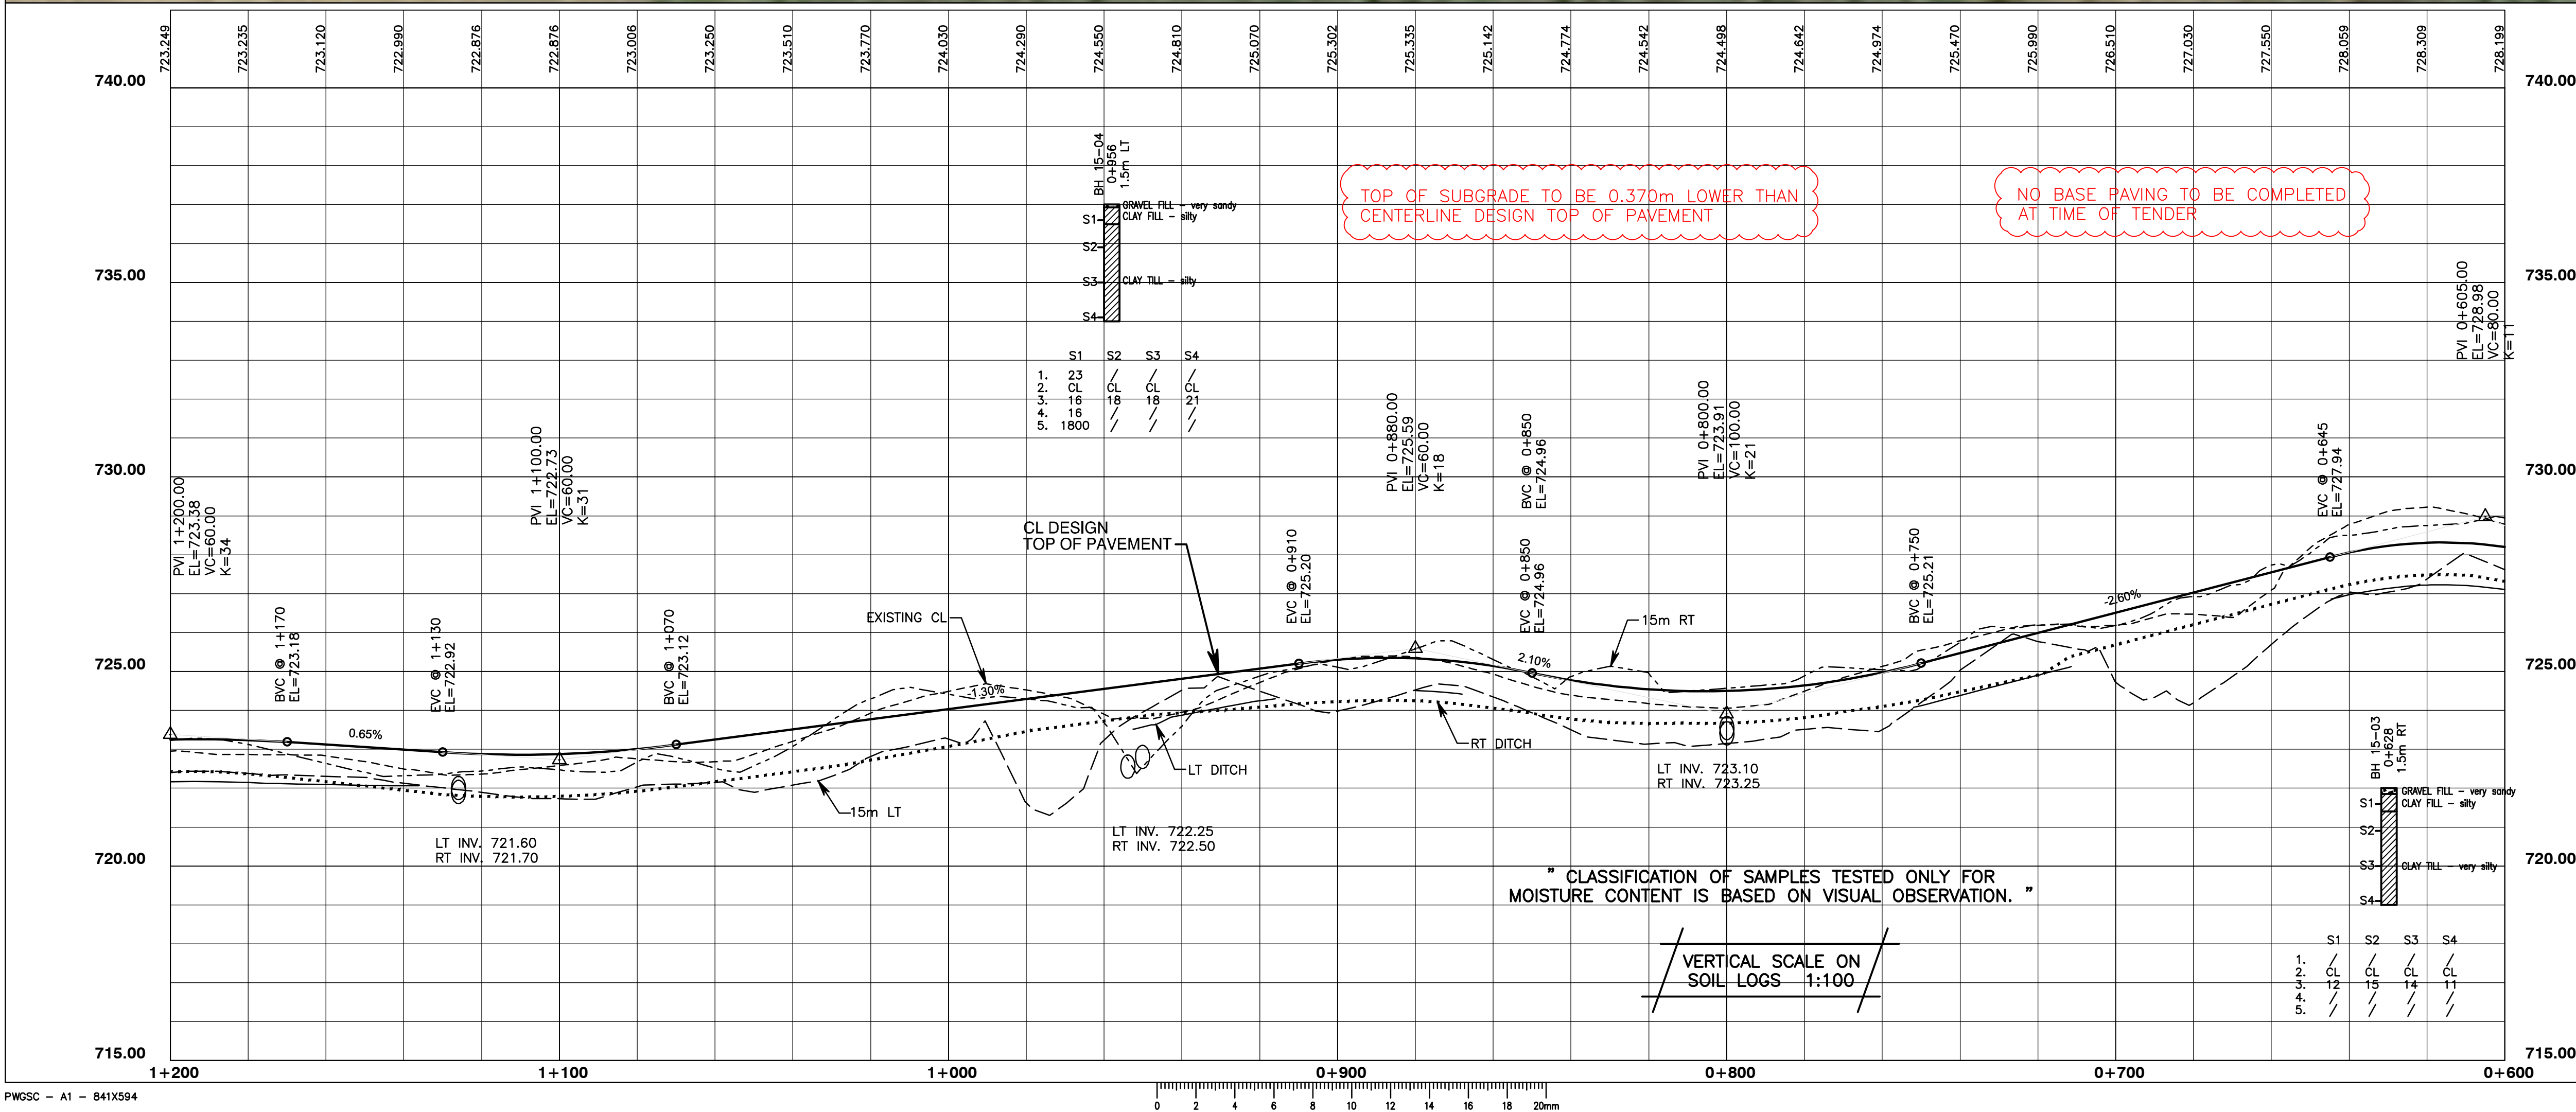 723.249
723.235
723.120
722.990
722.876
722.876
723.006
723.250
723.510
723.770
724.030
724.290
724.550
724.810
725.070
725.302
725.335
725.142
724.774
724.542
724.498
724.642
724.974
725.470
725.990
726.510
727.030
727.550
728.059
728.309
728.199
740.00
740.00
BH 15-04
0+956
1.5m LT
GRAVEL FILL - very sandy
S1
CLAY FILL - silty
S2
S3
CLAY TILL - silty
S4
TOP OF SUBGRADE TO BE 0.370m LOWER THAN
CENTERLINE DESIGN TOP OF PAVEMENT
NO BASE PAVING TO BE COMPLETED
AT TIME OF TENDER
735.00
735.00
S1 S2 S3 S4
1. 23 / / /
2. CL CL CL CL
3. 16 18 18 21
4. 16 / / /
5. 1800 / / /
PVI 0+605.00
EL=728.98
VC=80.00
K=11
730.00
730.00
PVI 1+200.00
EL=723.38
VC=60.00
K=34
PVI 1+100.00
EL=722.73
VC=60.00
K=31
PVI 0+880.00
EL=725.59
VC=60.00
K=18
BVC @ 0+850
EL=724.96
PVI 0+800.00
EL=723.91
VC=100.00
K=21
EVC @ 0+645
EL=727.94
CL DESIGN
TOP OF PAVEMENT
BVC @ 1+170
EL=723.18
EVC @ 1+130
EL=722.92
BVC @ 1+070
EL=723.12
EVC @ 0+910
EL=725.20
EVC @ 0+850
EL=724.96
BVC @ 0+750
EL=725.21
EXISTING CL
15m RT
725.00
725.00
0.65%
-1.30%
2.10%
-2.60%
RT DITCH
LT DITCH
15m LT
LT INV. 721.60
RT INV. 721.70
LT INV. 722.25
RT INV. 722.50
LT INV. 723.10
RT INV. 723.25
BH 15-03
0+628
1.5m RT
GRAVEL FILL - very sandy
S1
CLAY FILL - silty
S2
S3
CLAY TILL - very silty
S4
720.00
720.00
" CLASSIFICATION OF SAMPLES TESTED ONLY FOR
MOISTURE CONTENT IS BASED ON VISUAL OBSERVATION. "
VERTICAL SCALE ON
SOIL LOGS 1:100
S1 S2 S3 S4
1. / / / /
2. CL CL CL CL
3. 12 15 14 11
4. / / / /
5. / / / /
715.00
715.00
1+200
1+100
1+000
0+900
0+800
0+700
0+600
PWGSC - A1 - 841X594
0 2 4 6 8 10 12 14 16 18 20mm